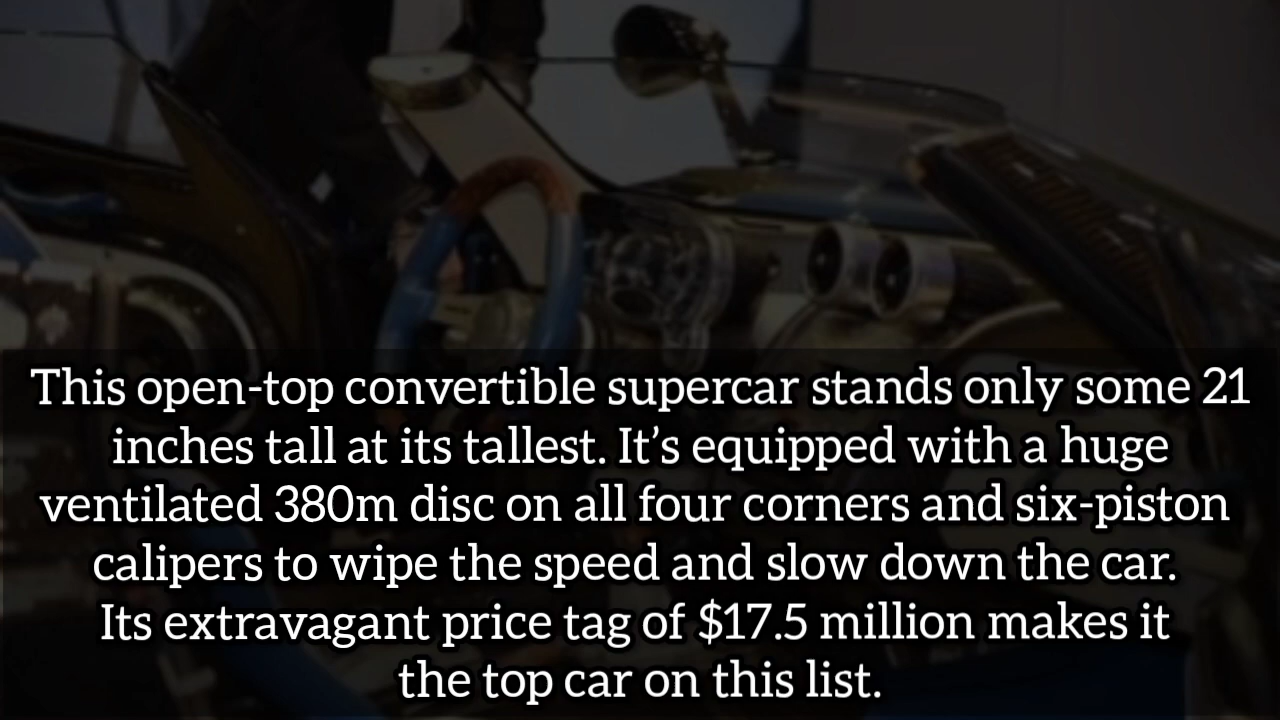 This open-top convertible supercar stands only some 21
inches tall at its tallest. It’s equipped with a huge
ventilated 380m disc on all four corners and six-piston
calipers to wipe the speed and slow down the car.
Its extravagant price tag of $17.5 million makes it
the top car on this list.